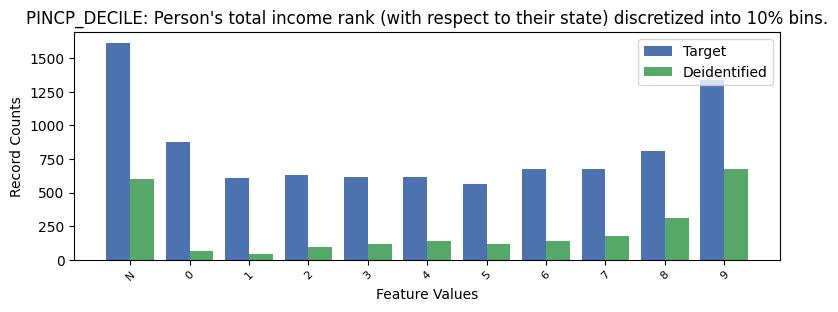 PINCP_DECILE: Person's total income rank (with respect to their state) discretized into 10% bins.
Target
Deidentified
Record Counts
1500
1250
1000
750
500
250
0
N 0 1 2 3 4 5 6 7 8 9
Feature Values